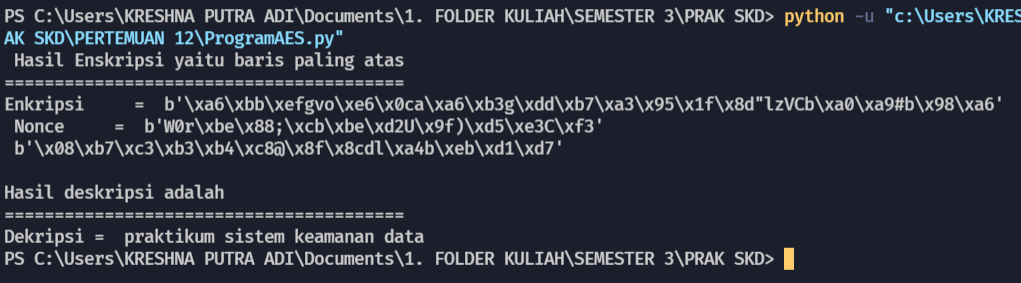 PS C:\Users\KRESHNA PUTRA ADI\Documents\1. FOLDER KULIAH\SEMESTER 3\PRAK SKD> python -u "c:\Users\KRES
AK SKD\PERTEMUAN 12\ProgramAES.py"
Hasil Enskripsi yaitu baris paling atas
========================================
Enkripsi     =  b'\xa6\xbb\xefgvo\xe6\x0ca\xa6\xb3g\xdd\xb7\xa3\x95\x1f\x8d"lzVCb\xa0\xa9#b\x98\xa6'
Nonce     =  b'W0r\xbe\x88;\xcb\xbe\xd2U\x9f)\xd5\xe3C\xf3'
b'\x08\xb7\xc3\xb3\xb4\xc8@\x8f\x8cdl\xa4b\xeb\xd1\xd7'
Hasil deskripsi adalah
========================================
Dekripsi =  praktikum sistem keamanan data
PS C:\Users\KRESHNA PUTRA ADI\Documents\1. FOLDER KULIAH\SEMESTER 3\PRAK SKD>